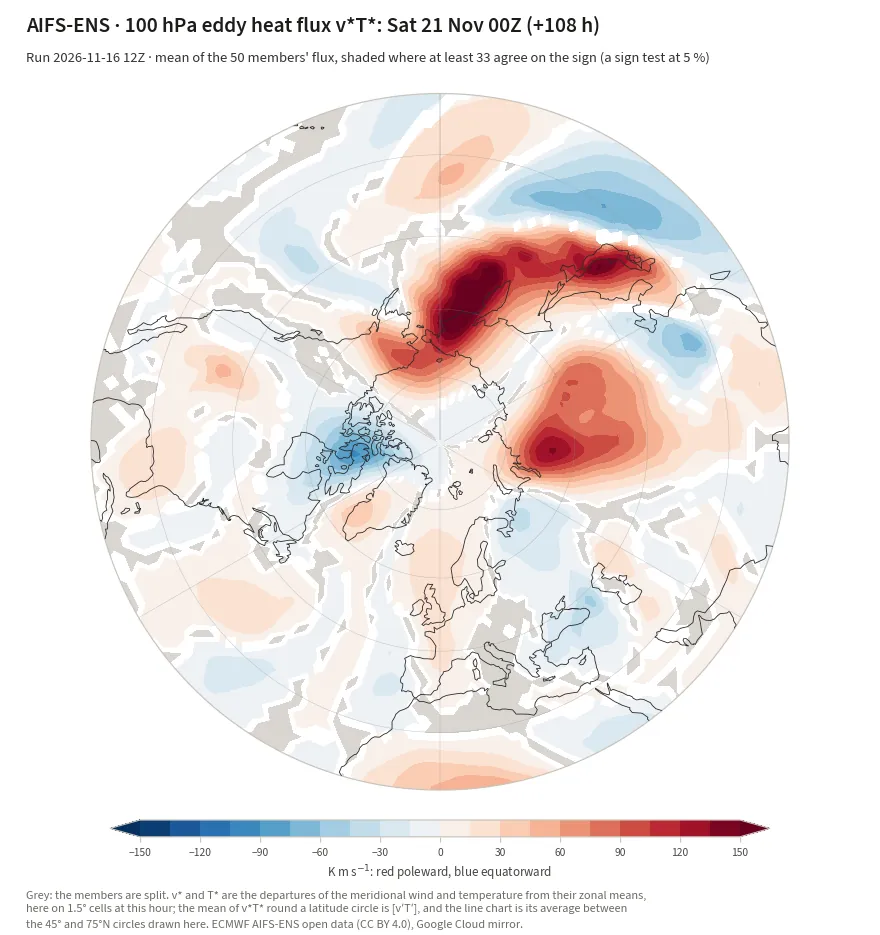 AIFS-ENS · 100 hPa eddy heat flux v*T*: Sat 21 Nov 00Z (+108 h)
Run 2026-11-16 12Z · mean of the 50 members' flux, shaded where at least 33 agree on the sign (a sign test at 5 %)
−150 −120 −90 −60 −30 0 30 60 90 120 150
K m s⁻¹: red poleward, blue equatorward
Grey: the members are split. v* and T* are the departures of the meridional wind and temperature from their zonal means,
here on 1.5° cells at this hour; the mean of v*T* round a latitude circle is [v'T'], and the line chart is its average between
the 45° and 75°N circles drawn here. ECMWF AIFS-ENS open data (CC BY 4.0), Google Cloud mirror.